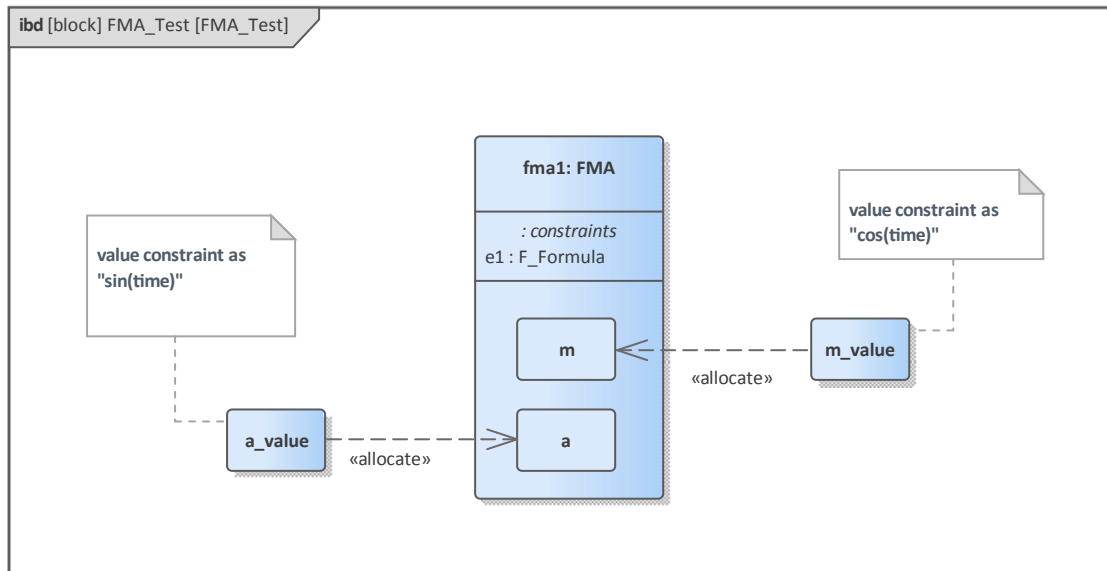 ibd [block] FMA_Test [FMA_Test]
fma1: FMA
: constraints
e1 : F_Formula
value constraint as
"sin(time)"
value constraint as
"cos(time)"
m
m_value
«allocate»
a_value
a
«allocate»